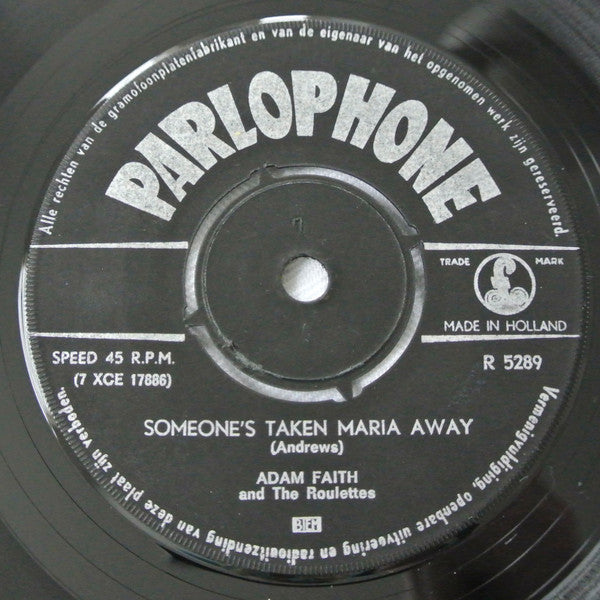 Alle rechten van de gramofoonplatenfabrikant en van de eigenaar van het opgenomen werk zijn gereserveerd.
PARLOPHONE
TRADE MARK
£
MADE IN HOLLAND
SPEED 45 R.P.M.
(7 XCE 17886)
R 5289
SOMEONE'S TAKEN MARIA AWAY
(Andrews)
ADAM FAITH
and The Roulettes
BIEM
Vermenigvuldiging, openbare uitvoering en radiouitzending van deze plaat zijn verboden.